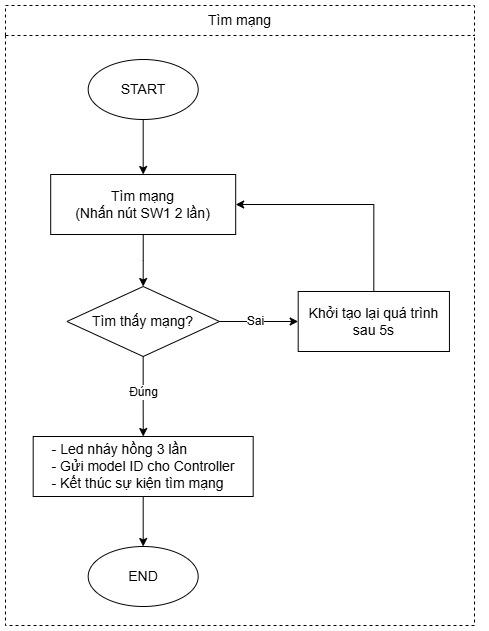 Tìm mạng
START
Tìm mạng
(Nhấn nút SW1 2 lần)
Tìm thấy mạng?
Sai
Khởi tạo lại quá trình
sau 5s
Đúng
- Led nháy hồng 3 lần
- Gửi model ID cho Controller
- Kết thúc sự kiện tìm mạng
END